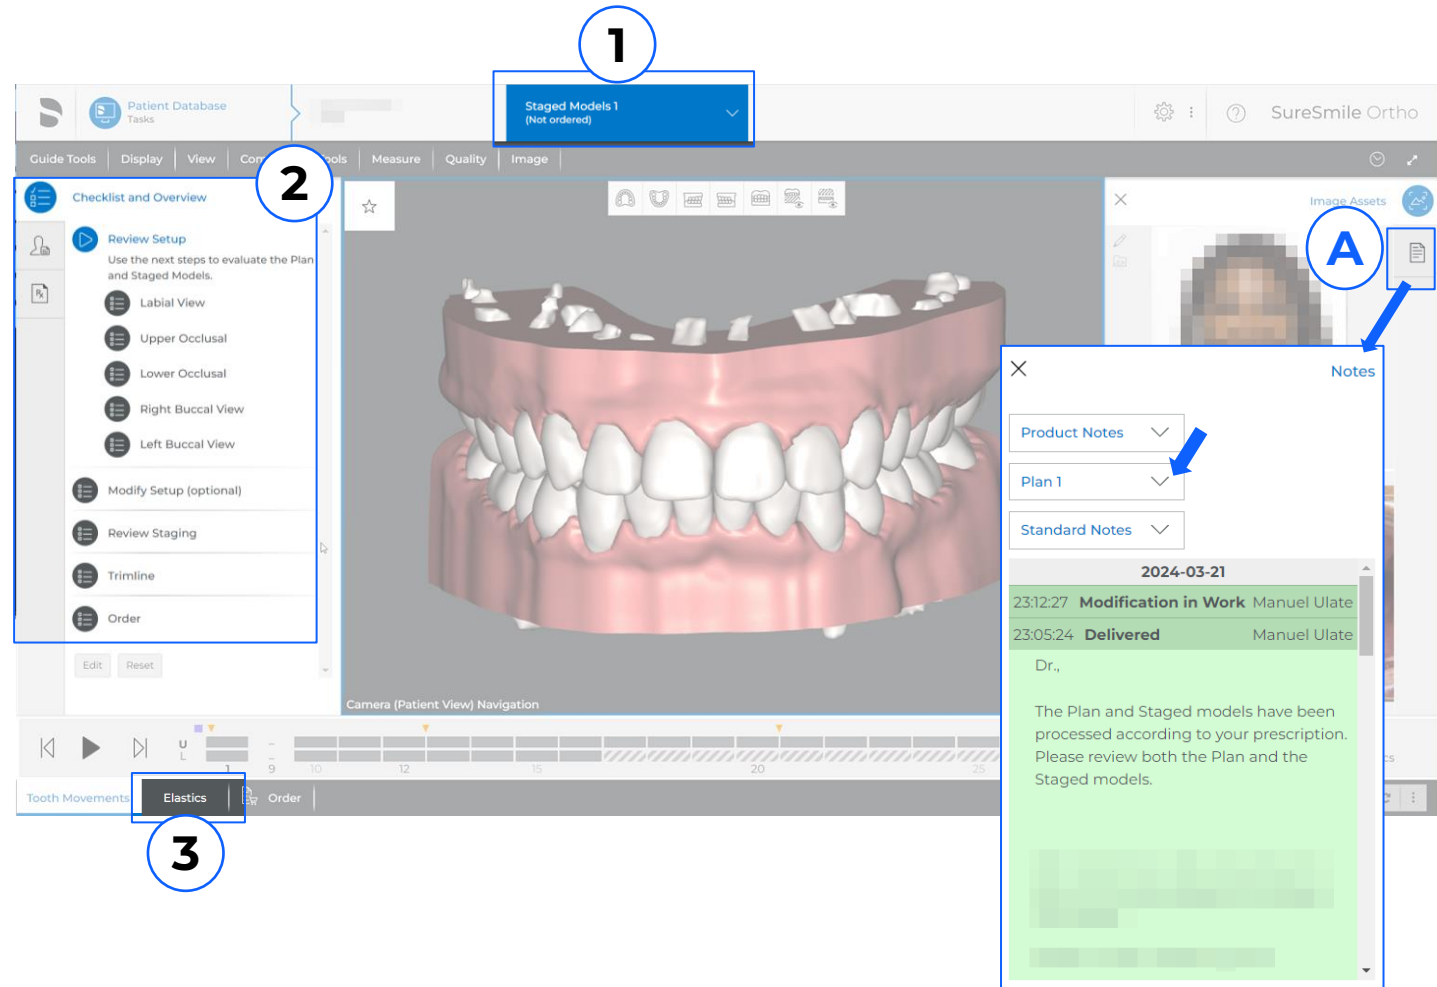 1
Patient Database
Tasks
Staged Models 1
(Not ordered)
SureSmile Ortho
Guide Tools
Display
View
Measure
Quality
Image
2
Checklist and Overview
Review Setup
Use the next steps to evaluate the Plan
and Staged Models.
Labial View
Upper Occlusal
Lower Occlusal
Right Buccal View
Left Buccal View
Modify Setup (optional)
Review Staging
Trimline
Order
Edit
Reset
Camera (Patient View) Navigation
Image Assets
A
Notes
Product Notes
Plan 1
Standard Notes
2024-03-21
23:12:27 Modification in Work Manuel Ulate
23:05:24 Delivered Manuel Ulate
Dr.,
The Plan and Staged models have been
processed according to your prescription.
Please review both the Plan and the
Staged models.
U
L
1 9 10 12 15 20 25
Tooth Movements
Elastics
Order
3